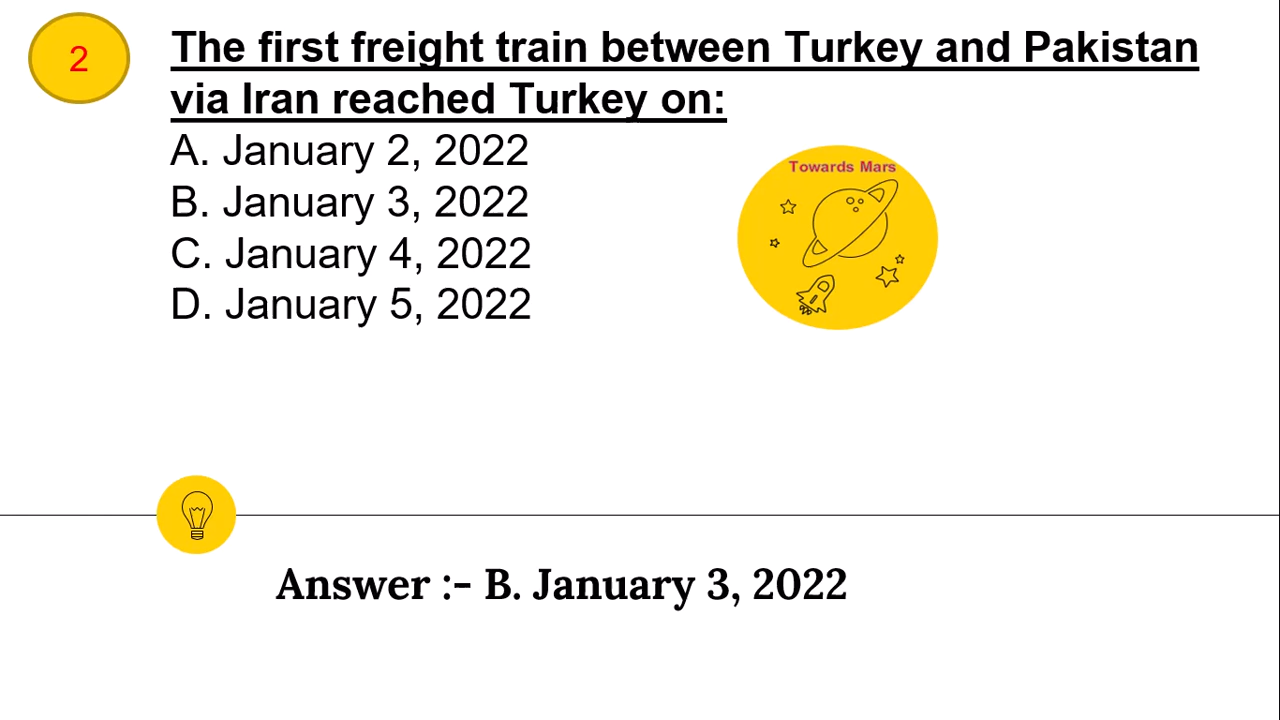 2
The first freight train between Turkey and Pakistan
via Iran reached Turkey on:
A. January 2, 2022
B. January 3, 2022
C. January 4, 2022
D. January 5, 2022
Towards Mars
Answer :- B. January 3, 2022